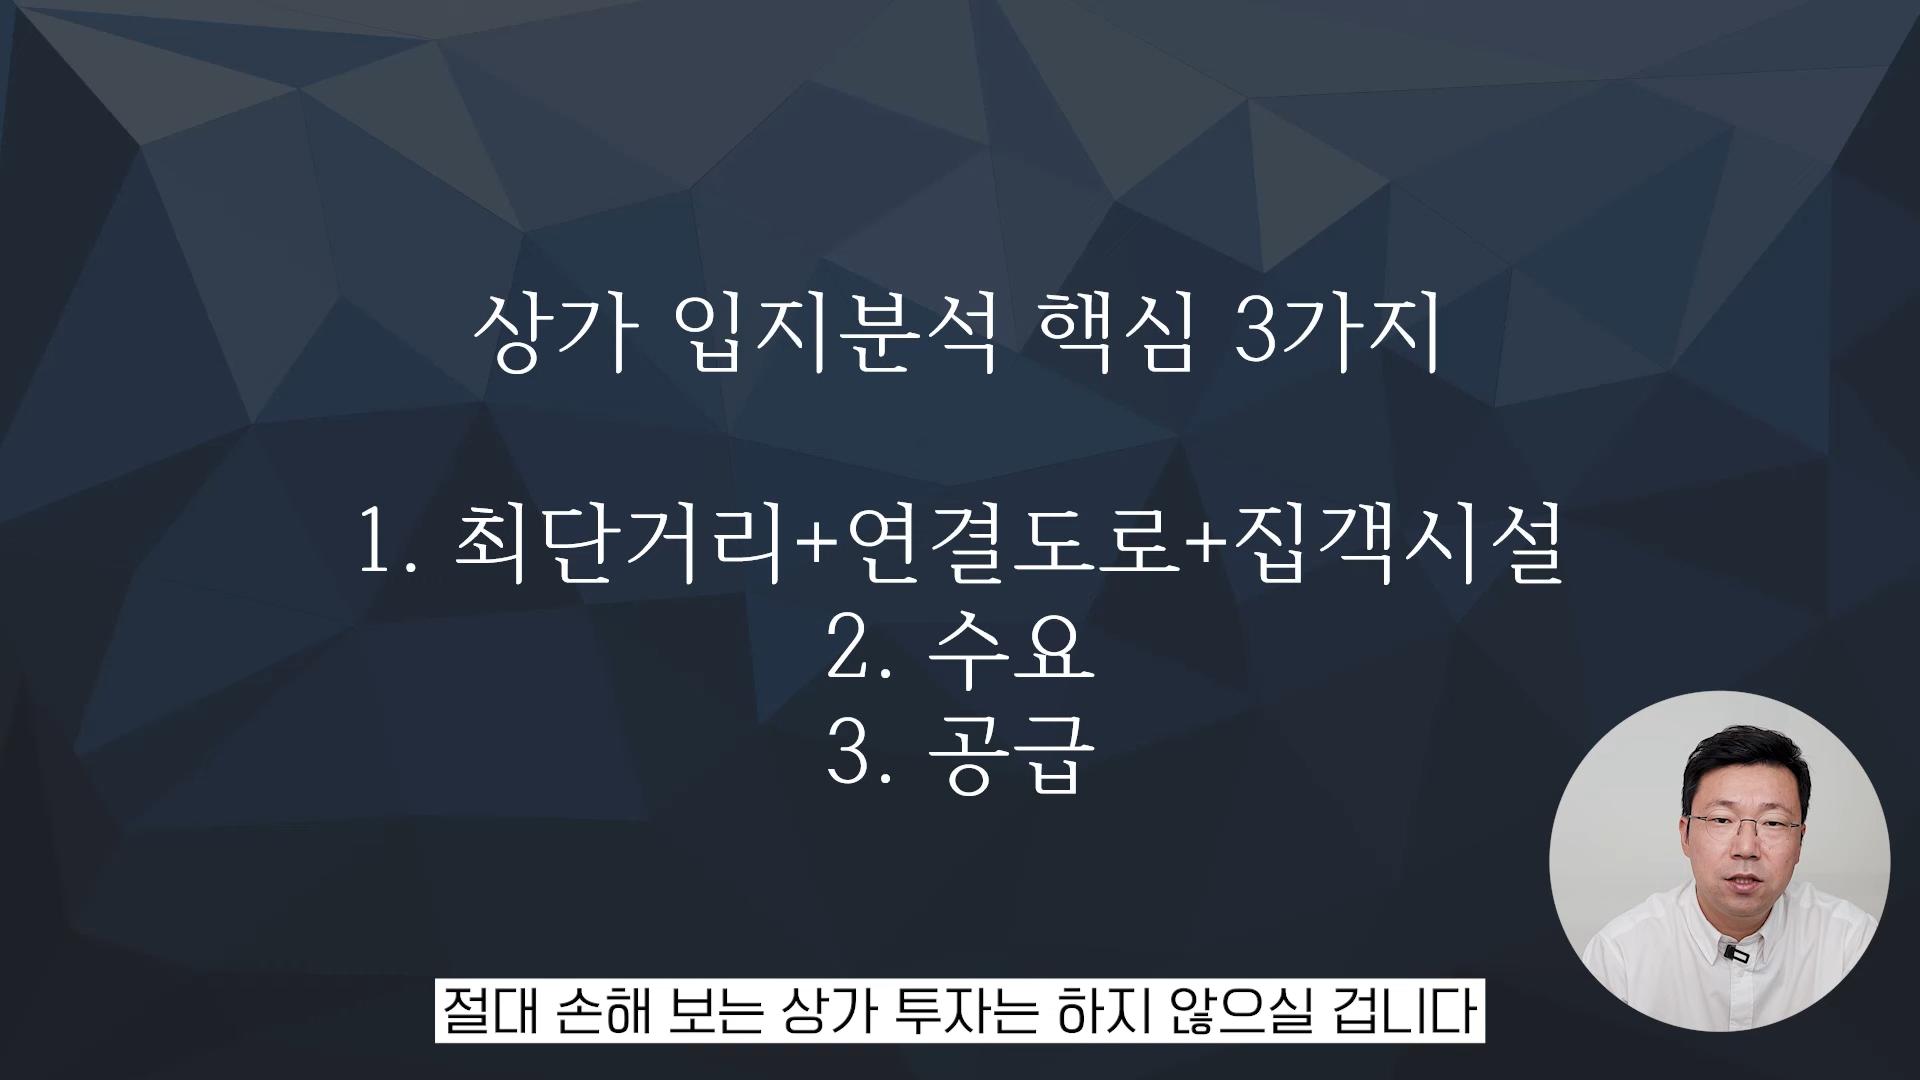 상가 입지분석 핵심 3가지
1. 최단거리+연결도로+집객시설
2. 수요
3. 공급
절대 손해 보는 상가 투자는 하지 않으실 겁니다